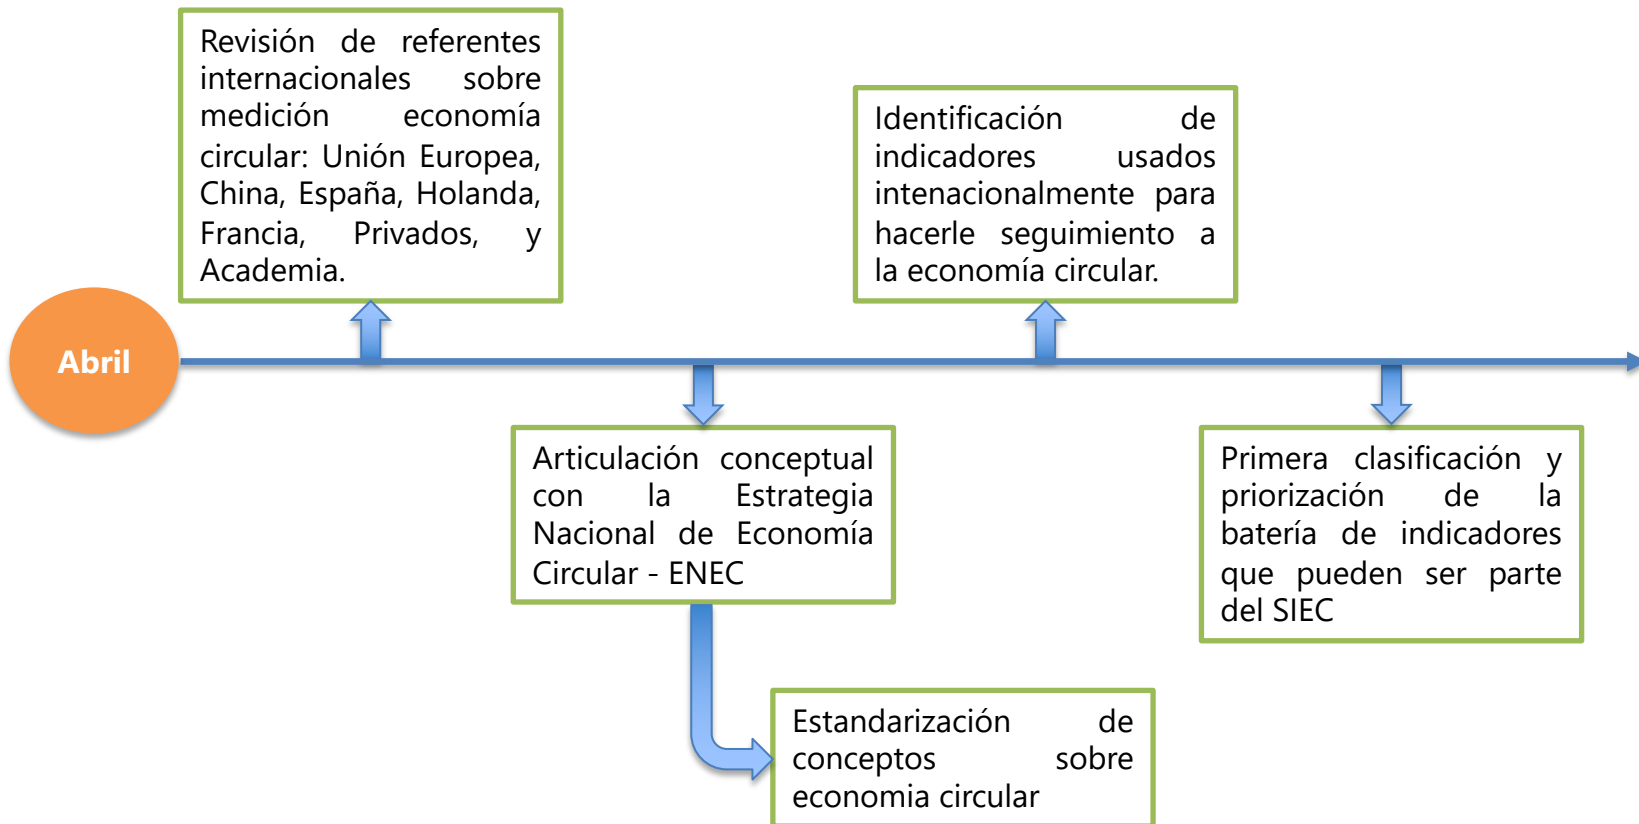 Revisión de referentes
internacionales sobre
medición economía
circular: Unión Europea,
China, España, Holanda,
Francia, Privados, y
Academia.
Identificación de
indicadores usados
intenacionalmente para
hacerle seguimiento a
la economía circular.
Abril
Articulación conceptual
con la Estrategia
Nacional de Economía
Circular - ENEC
Primera clasificación y
priorización de la
batería de indicadores
que pueden ser parte
del SIEC
Estandarización de
conceptos sobre
economia circular